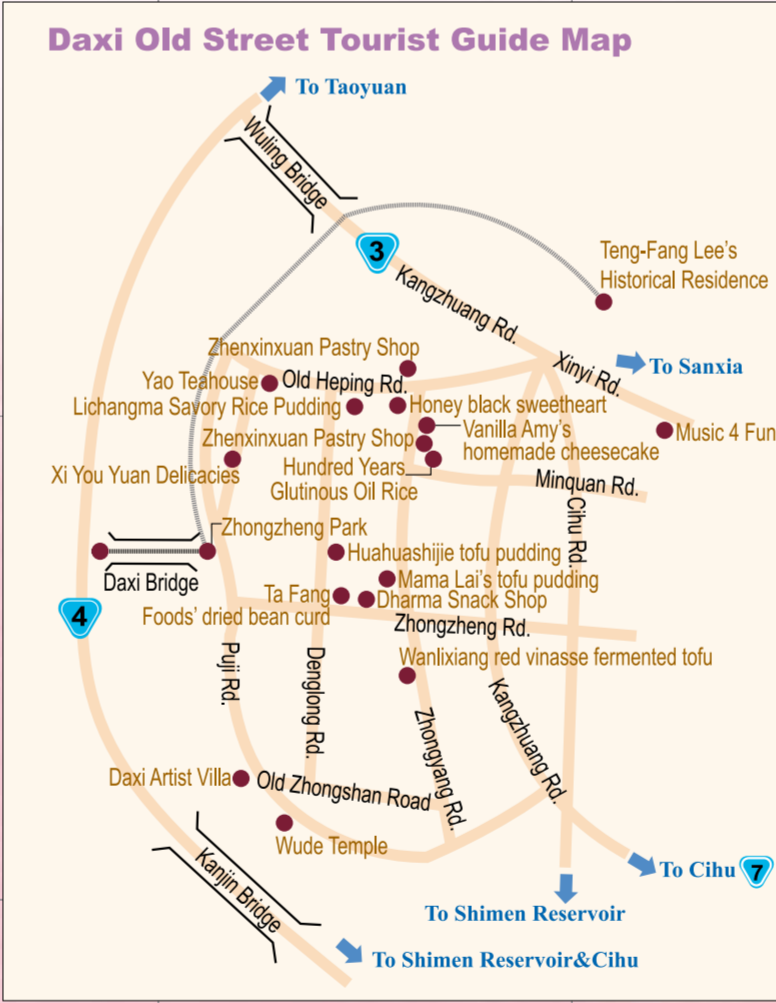 Daxi Old Street Tourist Guide Map
To Taoyuan
Wuling Bridge
3
Kangzhuang Rd.
Teng-Fang Lee's
Historical Residence
Xinyi Rd.
To Sanxia
Zhenxinxuan Pastry Shop
Yao Teahouse
Old Heping Rd.
Lichangma Savory Rice Pudding
Honey black sweetheart
Vanilla Amy's
homemade cheesecake
Music 4 Fun
Zhenxinxuan Pastry Shop
Xi You Yuan Delicacies
Hundred Years
Glutinous Oil Rice
Minquan Rd.
Cihu Rd.
Zhongzheng Park
Daxi Bridge
Huahuashijie tofu pudding
Mama Lai's tofu pudding
Ta Fang
Foods' dried bean curd
Dharma Snack Shop
4
Zhongzheng Rd.
Wanlixiang red vinasse fermented tofu
Puji Rd.
Denglong Rd.
Zhongyang Rd.
Kangzhuang Rd.
Daxi Artist Villa
Old Zhongshan Road
Wude Temple
Kanjin Bridge
To Cihu
7
To Shimen Reservoir
To Shimen Reservoir&Cihu